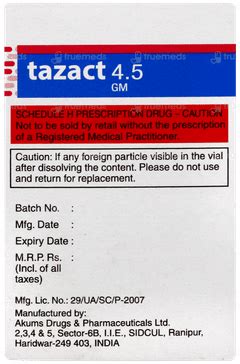 truemeds truemeds
tazact 4.5
GM
SCHEDULE H PRESCRIPTION DRUG - CAUTION
Not to be sold by retail without the prescription
of a Registered Medical Practitioner.
Caution: If any foreign particle visible in the vial
after dissolving the content. Please do not use
and return for replacement.
Batch No. :
Mfg. Date :
Expiry Date :
M.R.P. Rs. :
(Incl. of all
taxes)
Mfg. Lic. No.: 29/UA/SC/P-2007
Manufactured by:
Akums Drugs & Pharmaceuticals Ltd.
2,3,4 & 5, Sector-6B, I.I.E., SIDCUL, Ranipur,
Haridwar-249 403, INDIA